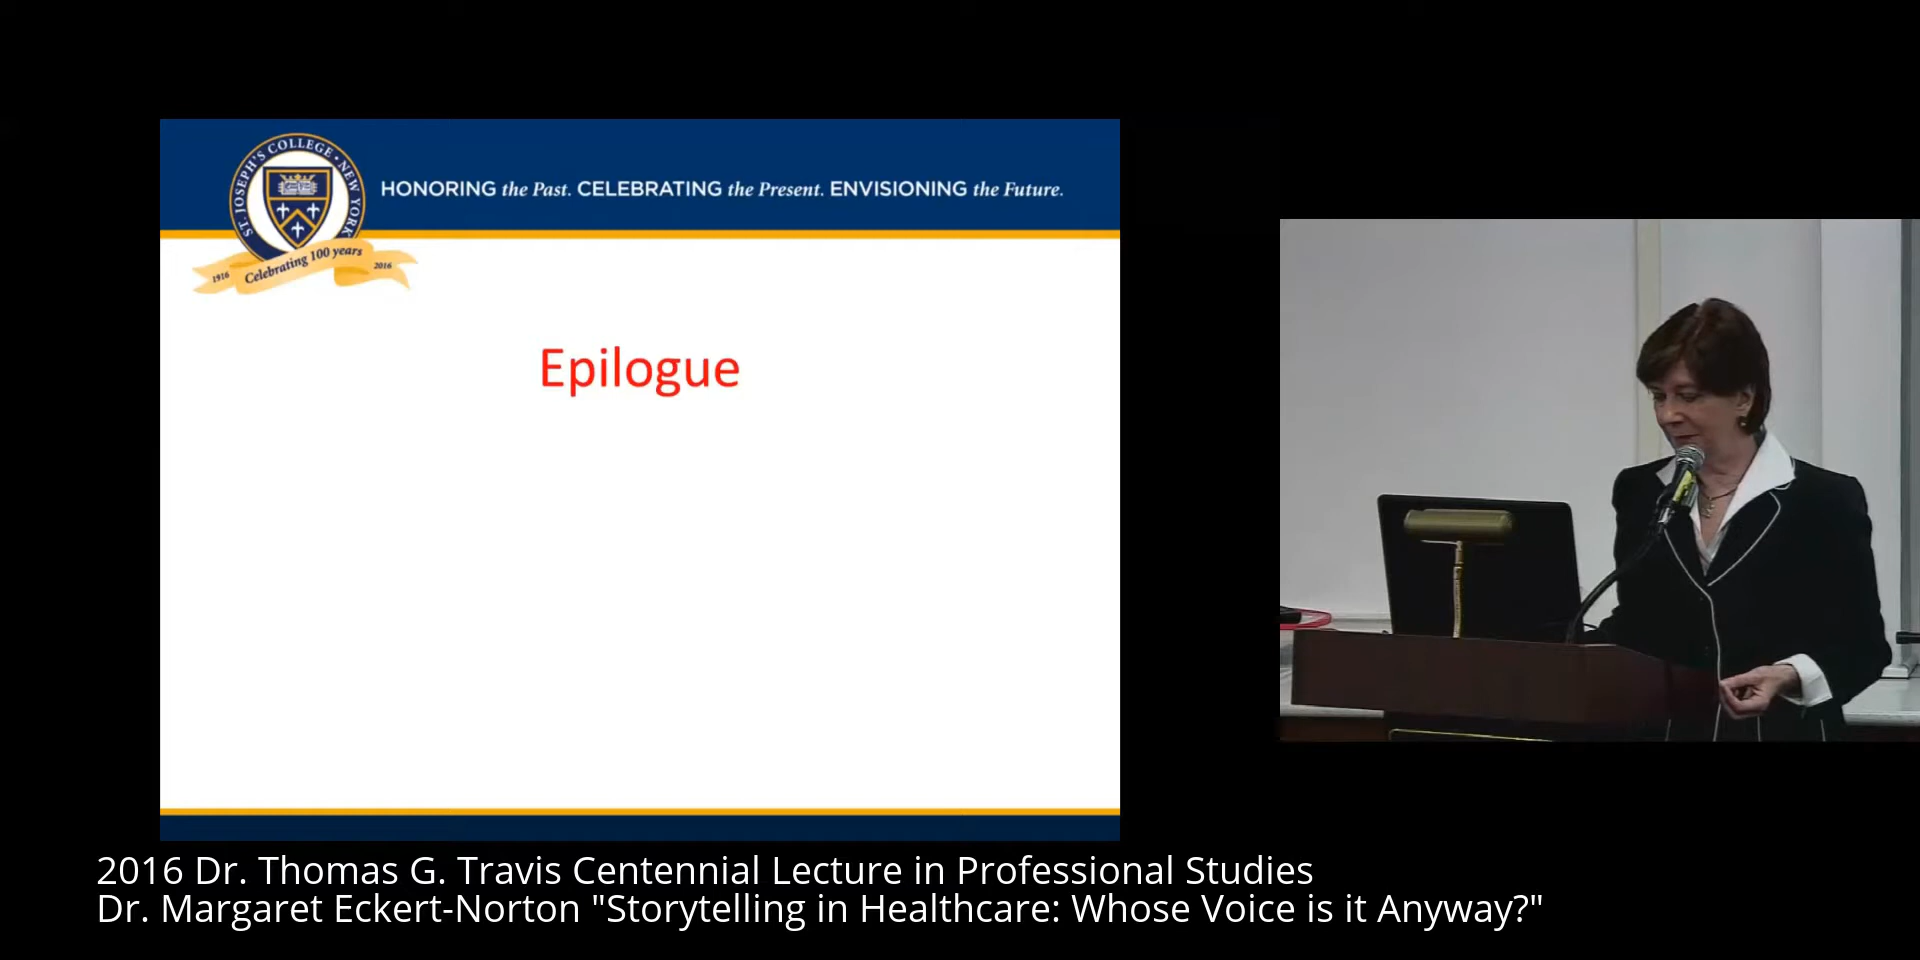 ST. JOSEPH'S COLLEGE • NEW YORK
HONORING the Past. CELEBRATING the Present. ENVISIONING the Future.
1916 Celebrating 100 years 2016
Epilogue
2016 Dr. Thomas G. Travis Centennial Lecture in Professional Studies
Dr. Margaret Eckert-Norton "Storytelling in Healthcare: Whose Voice is it Anyway?"